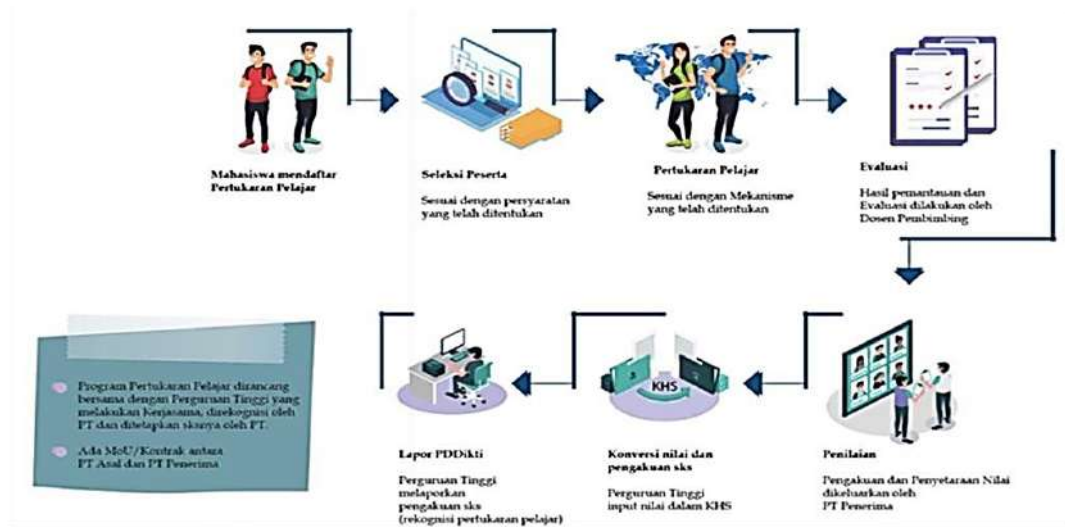 Mahasiswa mendaftar
Pertukaran Pelajar
Seleksi Peserta
Sesuai dengan persyaratan
yang telah ditentukan
Pertukaran Pelajar
Sesuai dengan Mekanisme
yang telah ditentukan
Evaluasi
Hasil pemantauan dan
Evaluasi dilakukan oleh
Dosen Pembimbing
Penilaian
Pengakuan dan Penyetaraan Nilai
dikeluarkan oleh
PT Penerima
KHS
Konversi nilai dan
pengakuan sks
Perguruan Tinggi
input nilai dalam KHS
Lapor PDDikti
Perguruan Tinggi
melaporkan
pengakuan sks
(rekognisi pertukaran pelajar)
Program Pertukaran Pelajar dirancang
bersama dengan Perguruan Tinggi yang
melakukan Kerjasama, direkognisi oleh
PT dan ditetapkan sksnya oleh PT.
Ada MoU/Kontrak antara
PT Asal dan PT Penerima